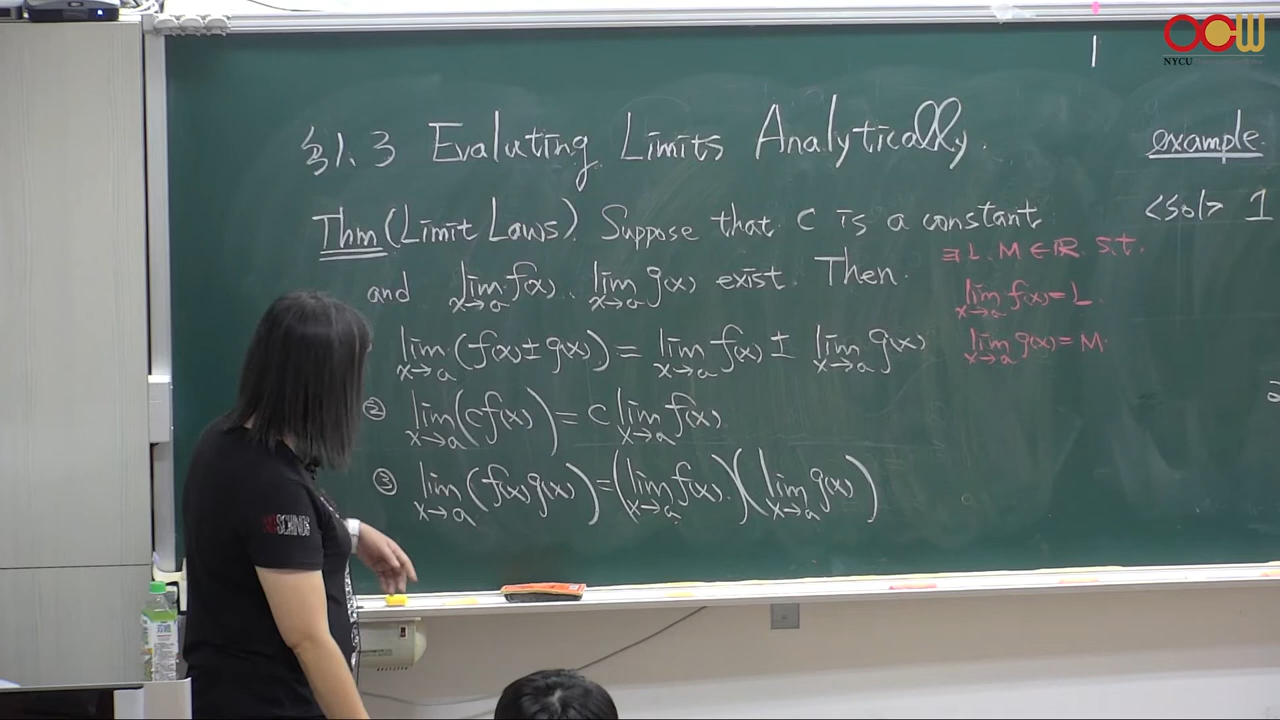 §1.3 Evaluting Limits Analytically.
Thm (Limit Laws) Suppose that c is a constant
and lim x→a f(x), lim x→a g(x) exist. Then.
∃ L, M ∈ ℝ s.t.
lim x→a f(x) = L.
lim x→a g(x) = M.
lim x→a (f(x) ± g(x)) = lim x→a f(x) ± lim x→a g(x)
② lim x→a (cf(x)) = c lim x→a f(x).
③ lim x→a (f(x)g(x)) = (lim x→a f(x))(lim x→a g(x))
example.
<sol> 1
OCW
NYCU